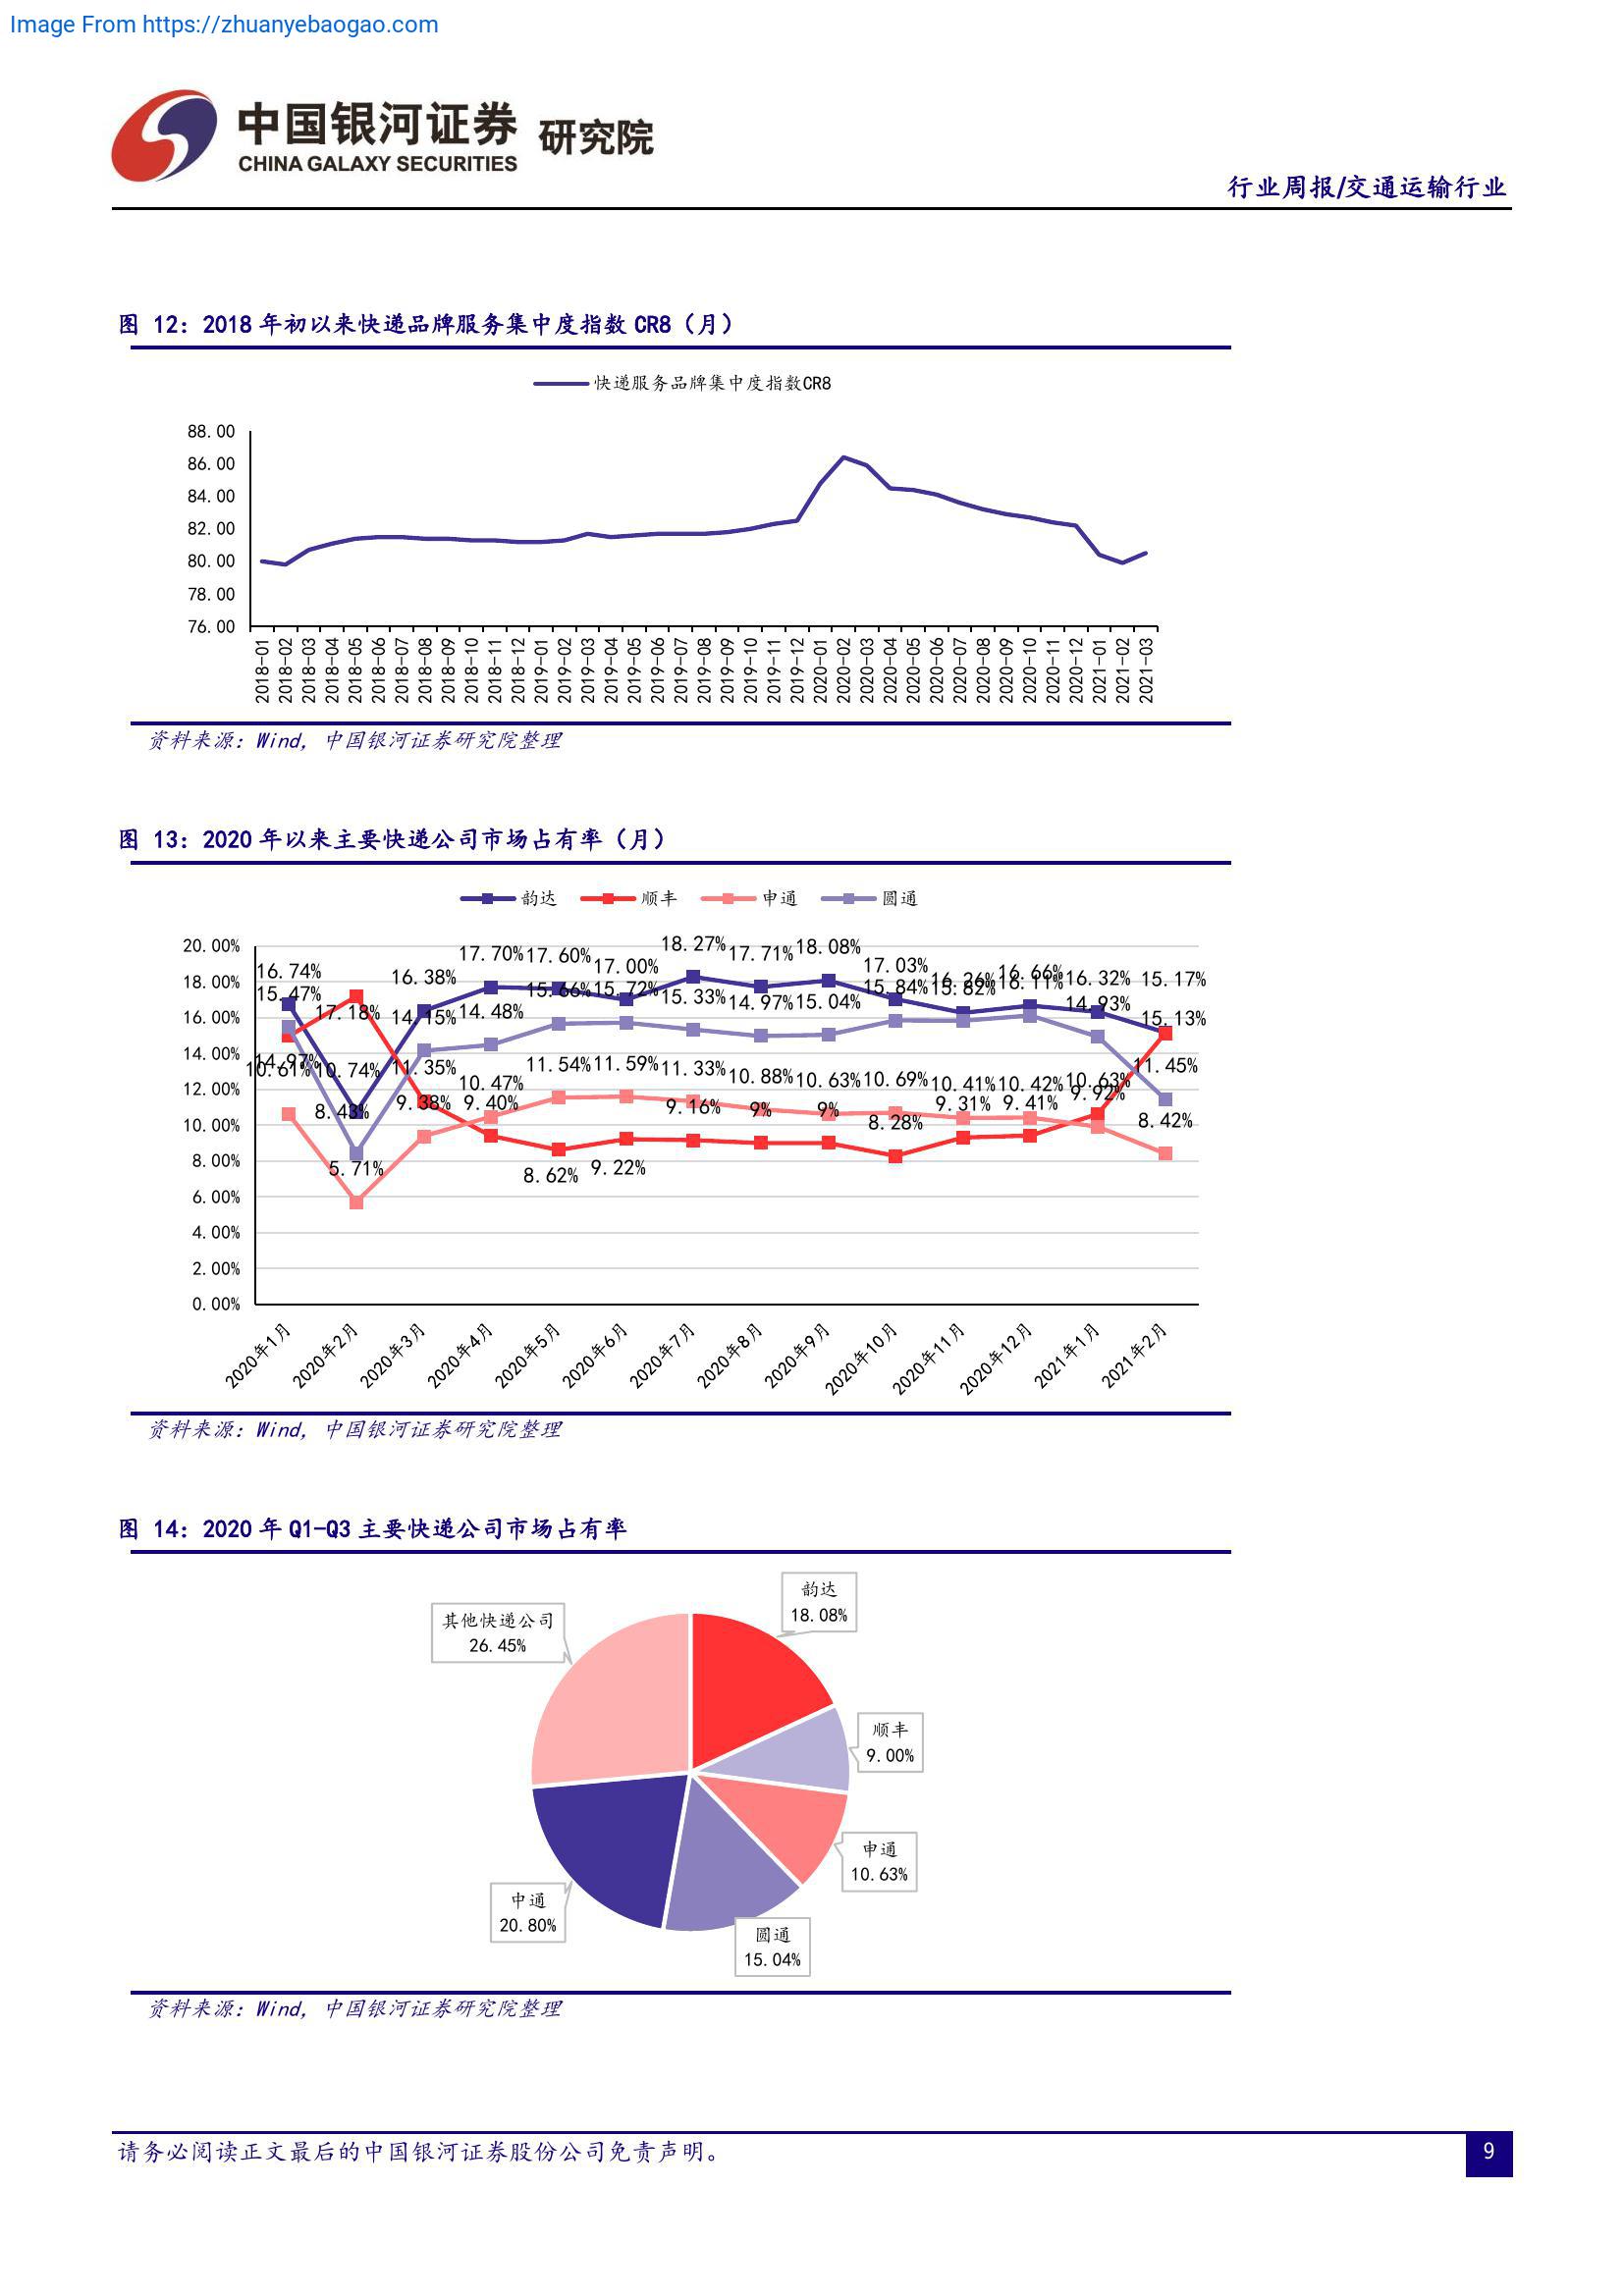 Image From https://zhuanyebaogao.com
中国银河证券 研究院
CHINA GALAXY SECURITIES
行业周报/交通运输行业
图 12：2018 年初以来快递品牌服务集中度指数 CR8（月）
快递服务品牌集中度指数CR8
88.00
86.00
84.00
82.00
80.00
78.00
76.00
2018-01 2018-02 2018-03 2018-04 2018-05 2018-06 2018-07 2018-08 2018-09 2018-10 2018-11 2018-12 2019-01 2019-02 2019-03 2019-04 2019-05 2019-06 2019-07 2019-08 2019-09 2019-10 2019-11 2019-12 2020-01 2020-02 2020-03 2020-04 2020-05 2020-06 2020-07 2020-08 2020-09 2020-10 2020-11 2020-12 2021-01 2021-02 2021-03
资料来源：Wind, 中国银河证券研究院整理
图 13：2020 年以来主要快递公司市场占有率（月）
韵达 顺丰 申通 圆通
20.00%
18.00%
16.00%
14.00%
12.00%
10.00%
8.00%
6.00%
4.00%
2.00%
0.00%
16.74% 10.74% 16.38% 17.70% 17.60% 17.00% 18.27% 17.71% 18.08% 17.03% 16.26% 16.66% 16.32% 15.17%
15.47% 8.43% 14.15% 14.48% 15.66% 15.72% 15.33% 14.97% 15.04% 15.84% 15.82% 16.11% 14.93% 11.45%
14.97% 17.18% 11.35% 9.40% 8.62% 9.22% 9.16% 9% 9% 8.28% 9.31% 9.41% 10.63% 15.13%
10.61% 5.71% 9.38% 10.47% 11.54% 11.59% 11.33% 10.88% 10.63% 10.69% 10.41% 10.42% 9.92% 8.42%
2020年1月 2020年2月 2020年3月 2020年4月 2020年5月 2020年6月 2020年7月 2020年8月 2020年9月 2020年10月 2020年11月 2020年12月 2021年1月 2021年2月
资料来源：Wind, 中国银河证券研究院整理
图 14：2020 年 Q1-Q3 主要快递公司市场占有率
韵达
18.08%
其他快递公司
26.45%
顺丰
9.00%
申通
10.63%
中通
20.80%
圆通
15.04%
资料来源：Wind, 中国银河证券研究院整理
请务必阅读正文最后的中国银河证券股份公司免责声明。
9